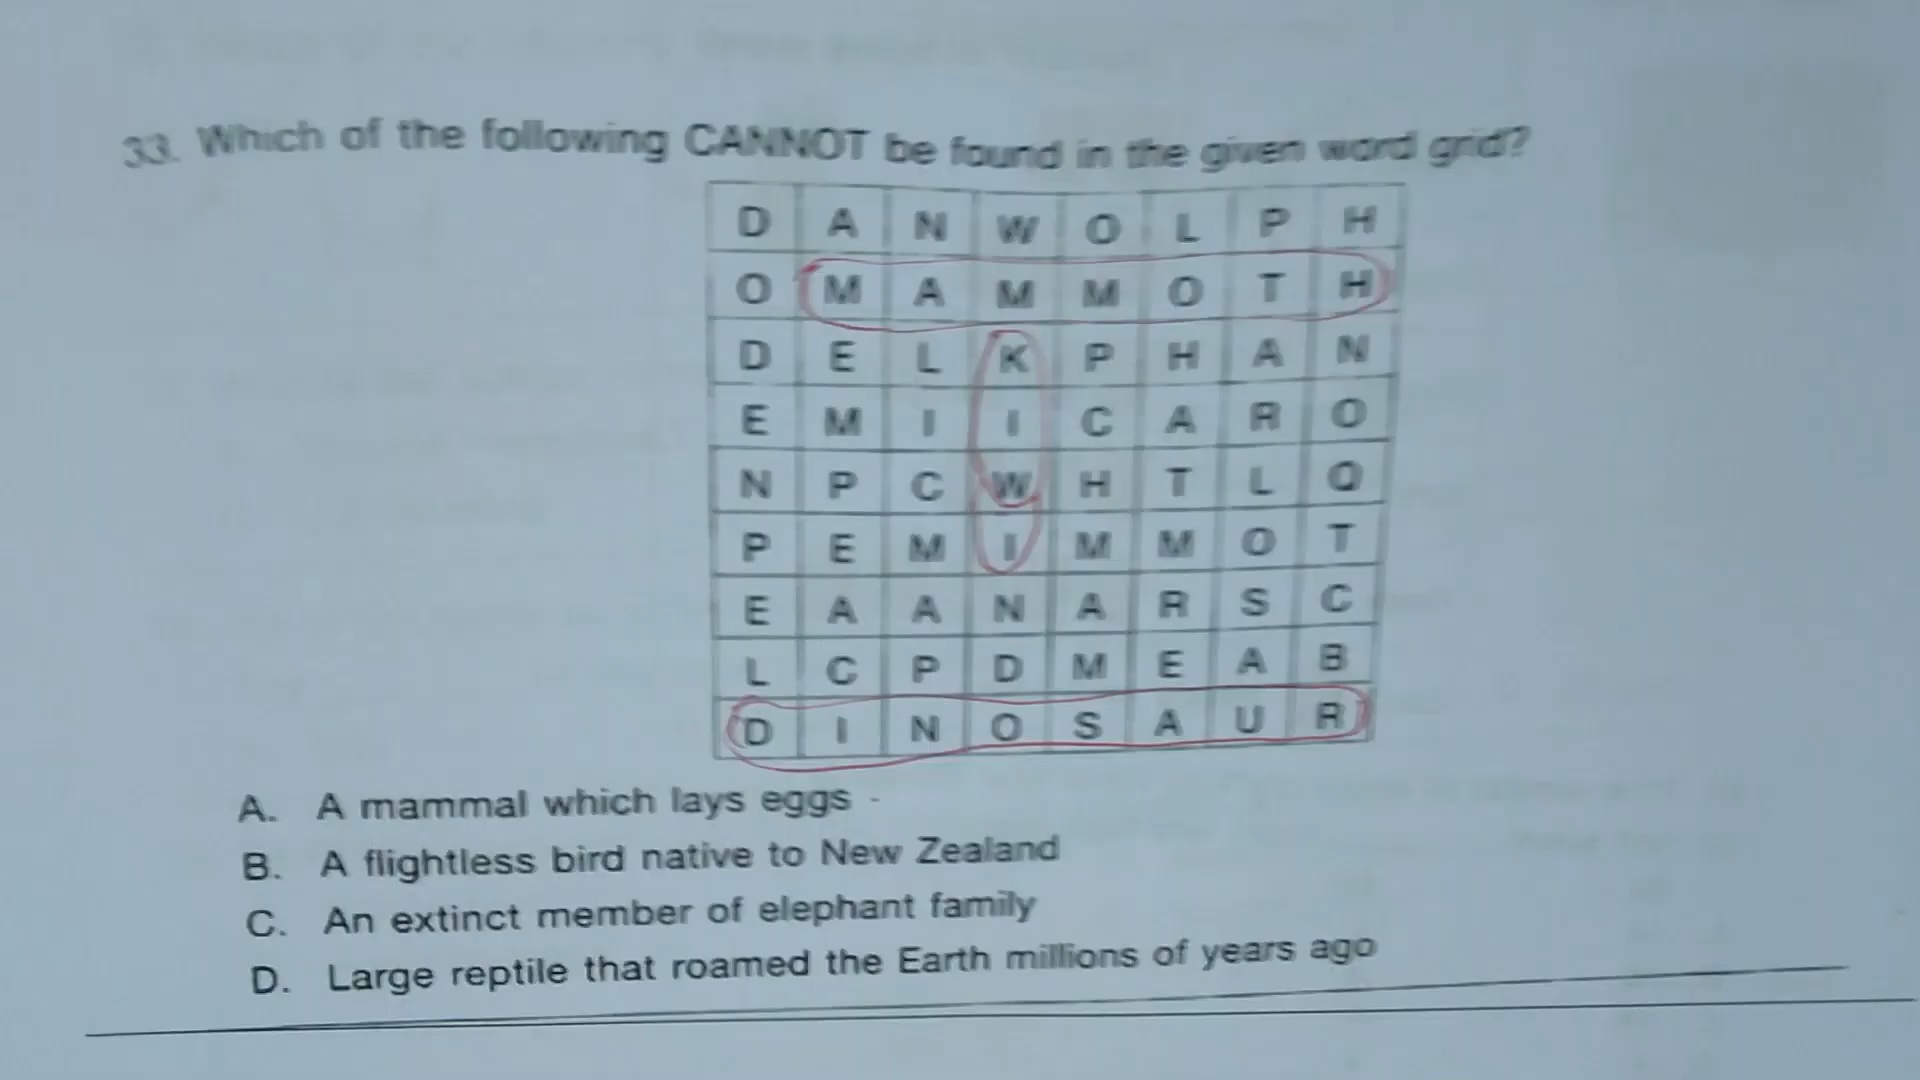 33. Which of the following CANNOT be found in the given word grid?
D A N W O L P H
O M A M M O T H
D E L K P H A N
E M I I C A R O
N P C W H T L Q
P E M I M M O T
E A A N A R S C
L C P D M E A B
D I N O S A U R
A. A mammal which lays eggs -
B. A flightless bird native to New Zealand
C. An extinct member of elephant family
D. Large reptile that roamed the Earth millions of years ago